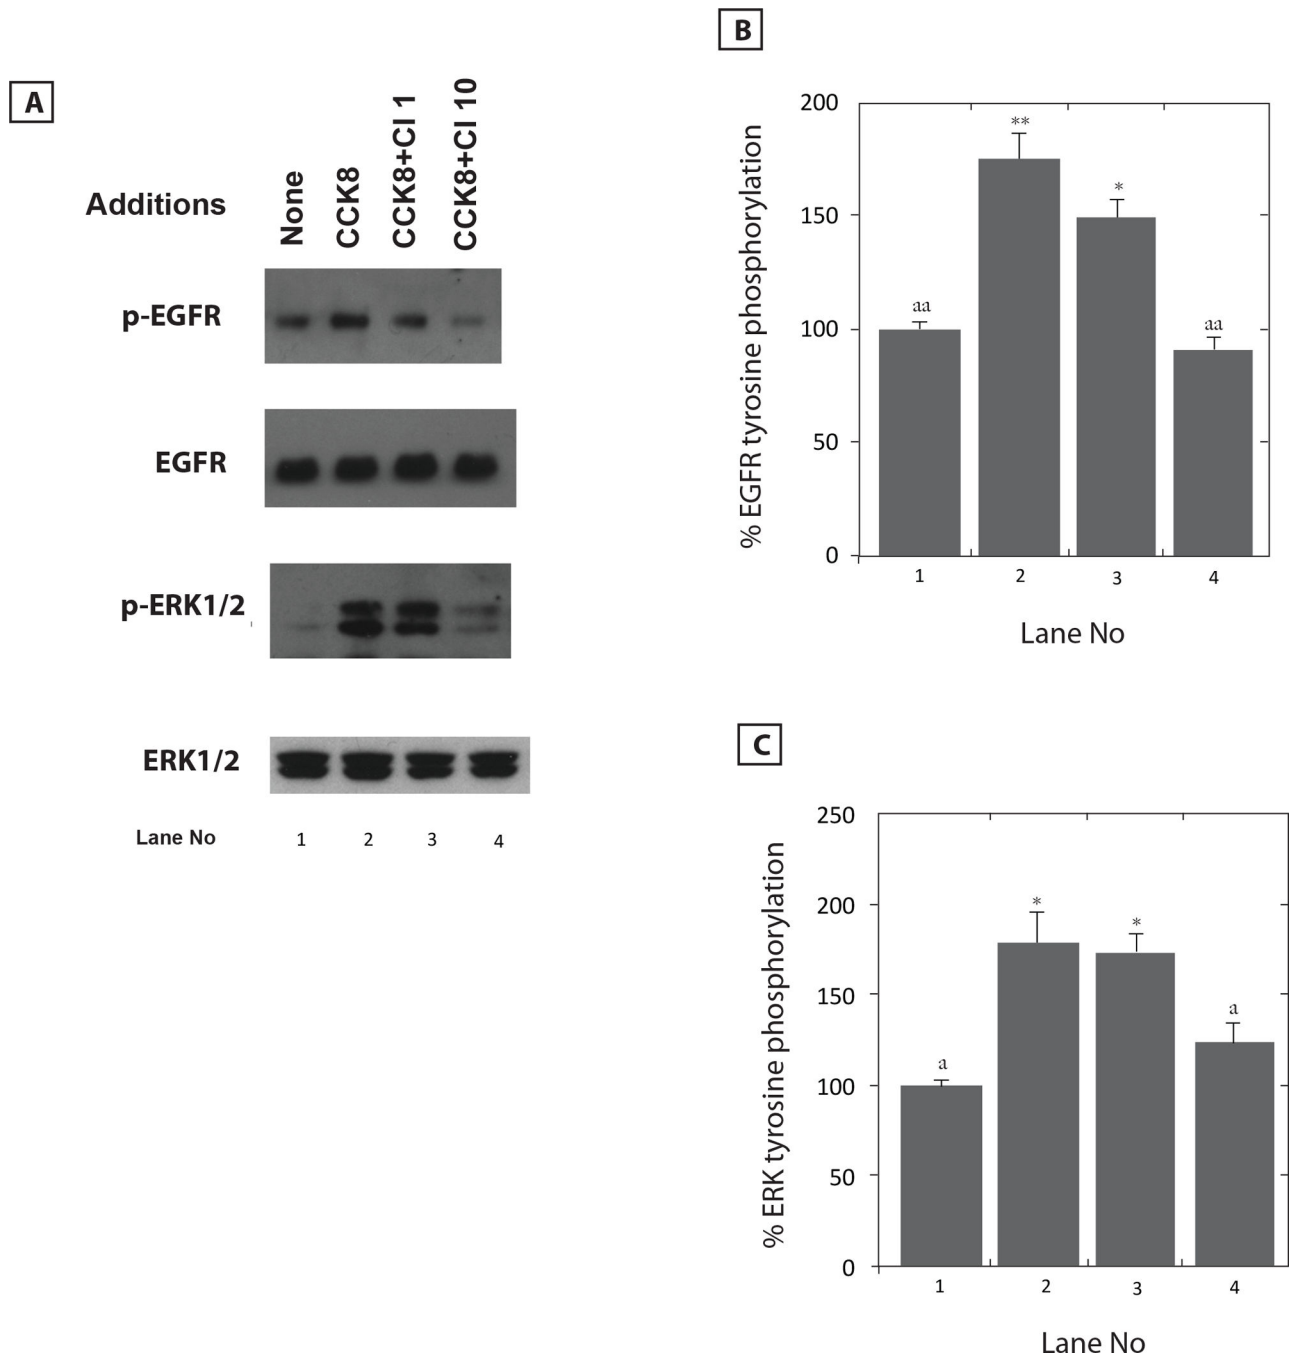 A
Additions
None
CCK8
CCK8+CI 1
CCK8+CI 10
p-EGFR
EGFR
p-ERK1/2
ERK1/2
Lane No 1 2 3 4
B
% EGFR tyrosine phosphorylation
200
150
100
50
0
aa
**
*
aa
1 2 3 4
Lane No
C
% ERK tyrosine phosphorylation
250
200
150
100
50
0
a
*
*
a
1 2 3 4
Lane No